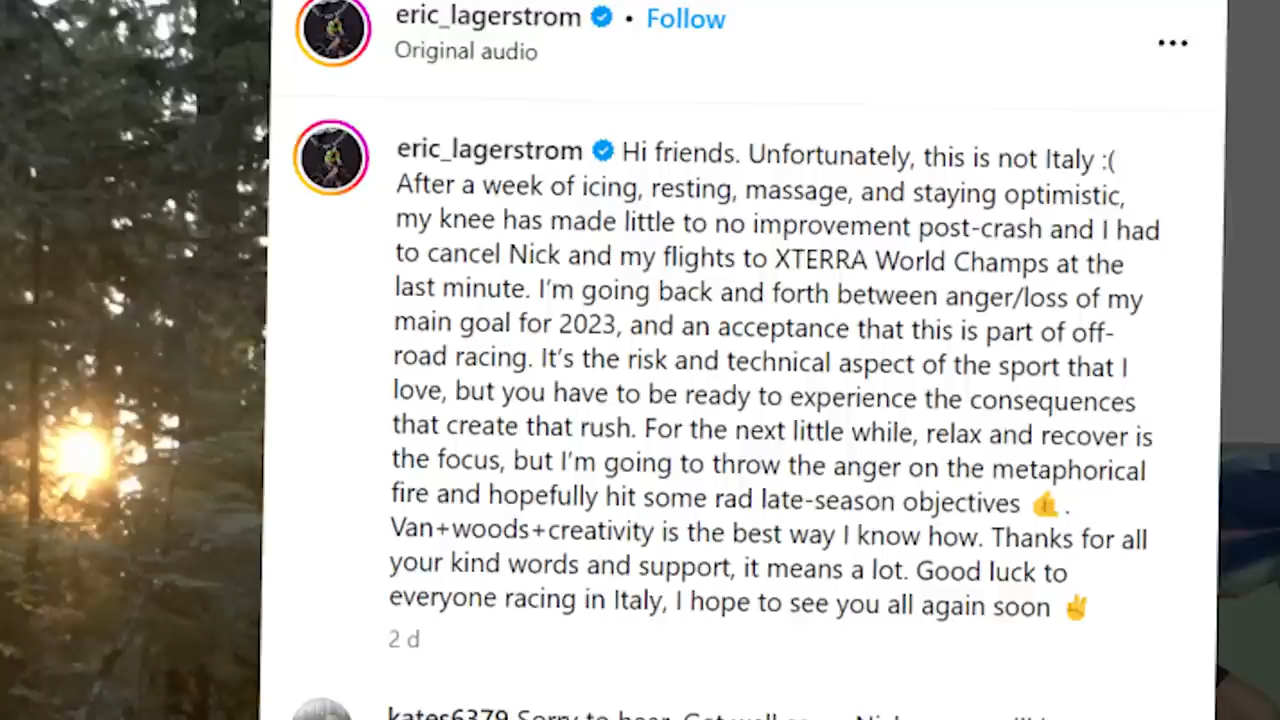 eric_lagerstrom • Follow
Original audio
eric_lagerstrom Hi friends. Unfortunately, this is not Italy :(
After a week of icing, resting, massage, and staying optimistic,
my knee has made little to no improvement post-crash and I had
to cancel Nick and my flights to XTERRA World Champs at the
last minute. I’m going back and forth between anger/loss of my
main goal for 2023, and an acceptance that this is part of off-
road racing. It’s the risk and technical aspect of the sport that I
love, but you have to be ready to experience the consequences
that create that rush. For the next little while, relax and recover is
the focus, but I’m going to throw the anger on the metaphorical
fire and hopefully hit some rad late-season objectives 🤙.
Van+woods+creativity is the best way I know how. Thanks for all
your kind words and support, it means a lot. Good luck to
everyone racing in Italy, I hope to see you all again soon ✌️
2 d
kates6379 Sorry to hear. Get well